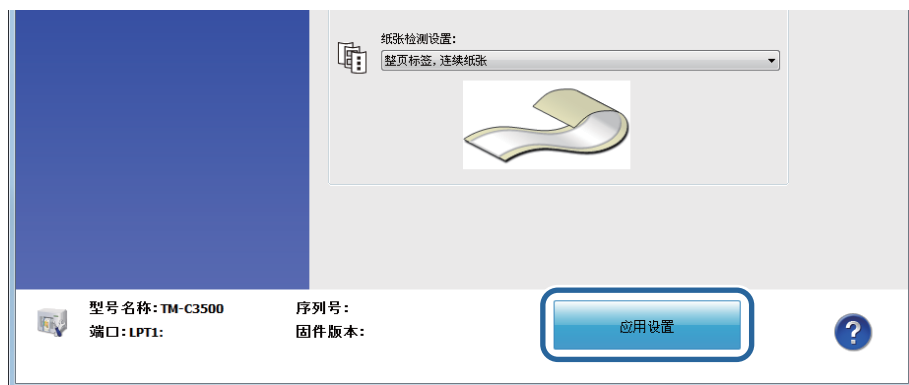 纸张检测设置：
整页标签，连续纸张
型号名称：TM-C3500
序列号：
应用设置
?
端口：LPT1:
固件版本：